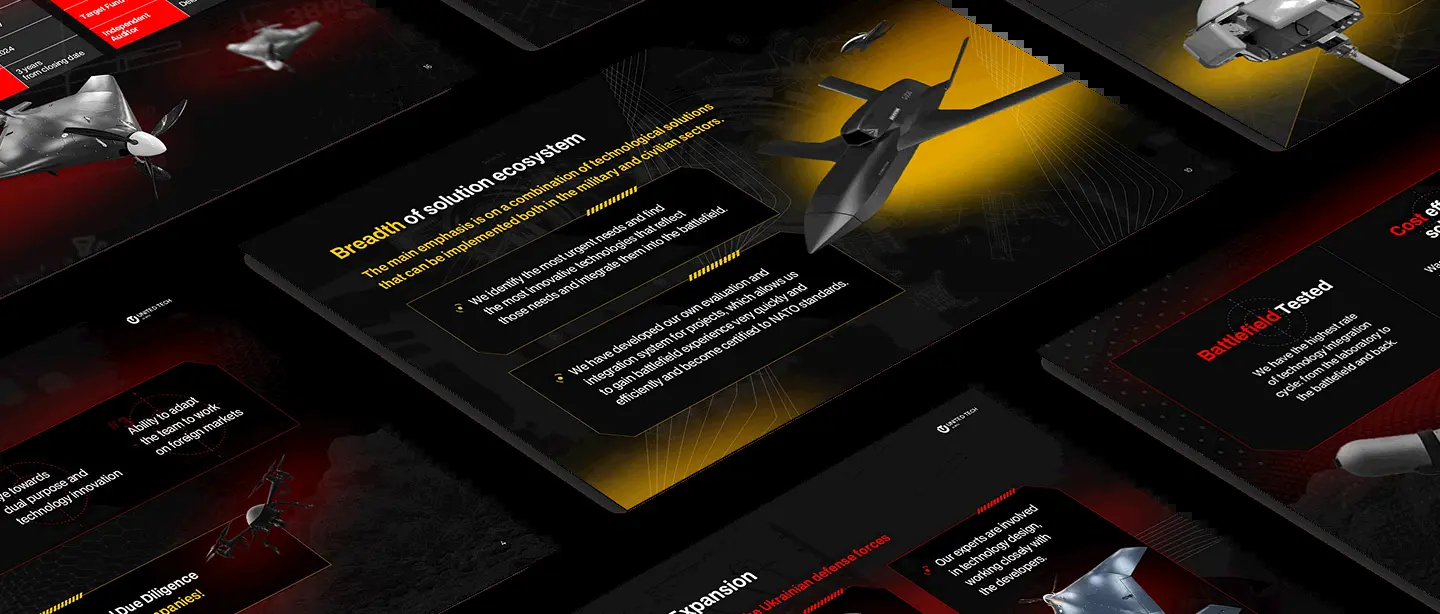 Target Fund
Independent
Auditor
2024
3 years
from closing date
16
Breadth of solution ecosystem
The main emphasis is on a combination of technological solutions
that can be implemented both in the military and civilian sectors.
We identify the most urgent needs and find
the most innovative technologies that reflect
those needs and integrate them into the battlefield.
We have developed our own evaluation and
integration system for projects, which allows us
to gain battlefield experience very quickly and
efficiently and become certified to NATO standards.
10
Cost
Battlefield Tested
We have the highest rate
of technology integration
cycle: from the laboratory to
the battlefield and back.
UNITED TECH
Ability to adapt
the team to work
on foreign markets
towards
dual purpose and
technology innovation
4
Due Diligence
UNITED TECH
Expansion
Ukrainian defense forces
Our experts are involved
in technology design,
working closely with
the developers.